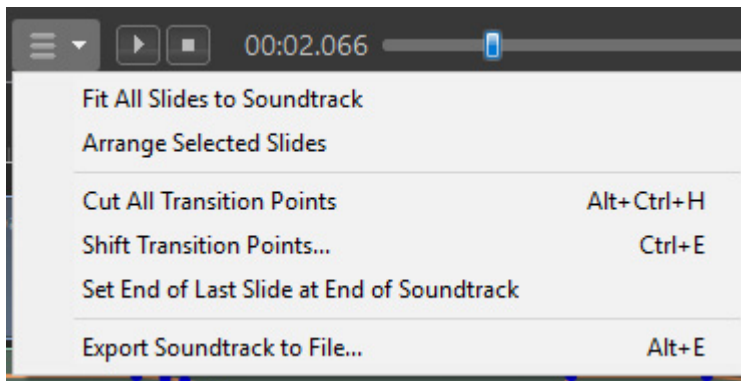 00:02.066
Fit All Slides to Soundtrack
Arrange Selected Slides
Cut All Transition Points Alt+Ctrl+H
Shift Transition Points... Ctrl+E
Set End of Last Slide at End of Soundtrack
Export Soundtrack to File... Alt+E